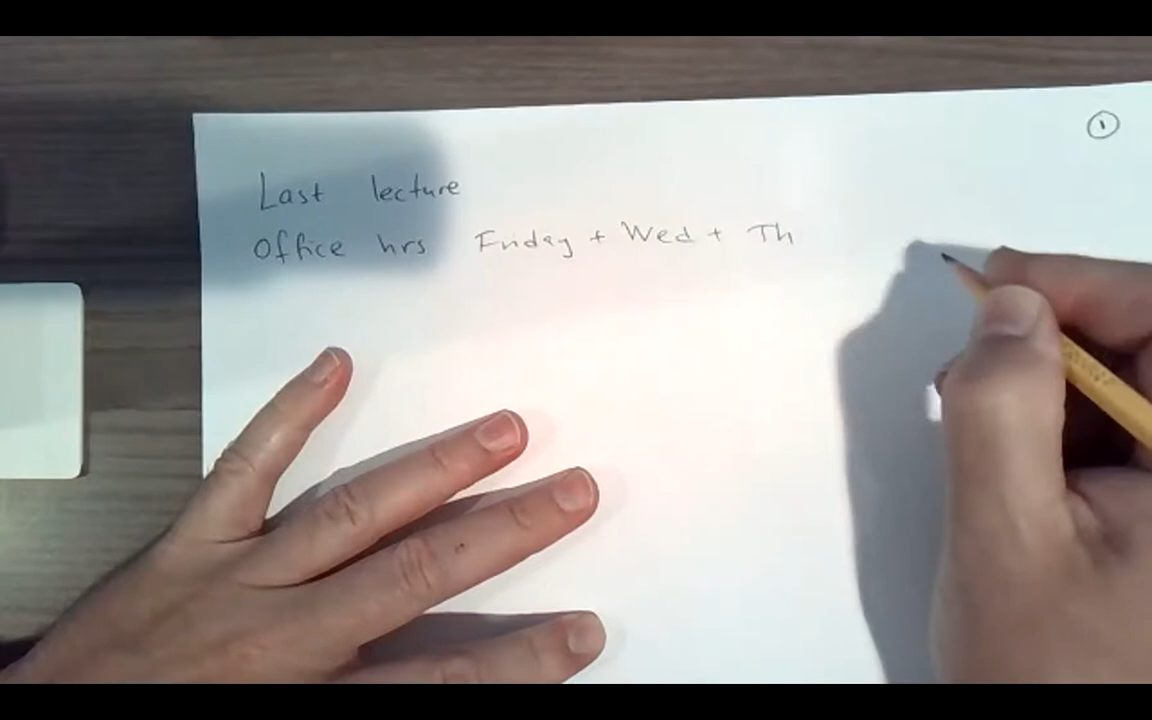 ①
Last lecture
Office hrs Friday + Wed + Th